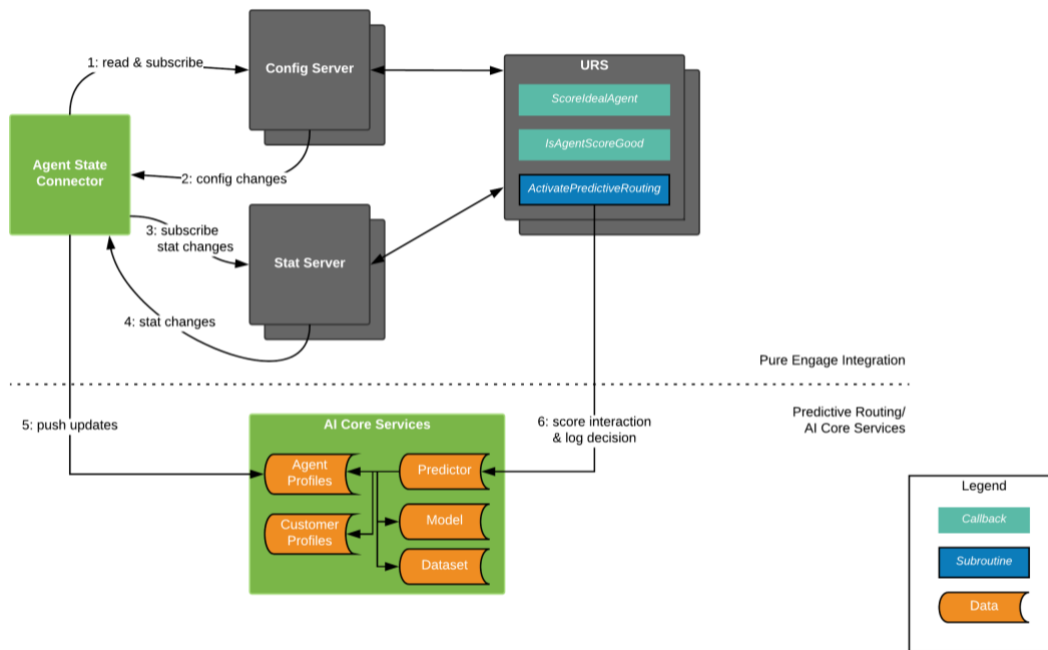 1: read & subscribe
Config Server
URS
ScoreIdealAgent
IsAgentScoreGood
ActivatePredictiveRouting
Agent State
Connector
2: config changes
3: subscribe
stat changes
Stat Server
4: stat changes
Pure Engage Integration
Predictive Routing/
AI Core Services
5: push updates
6: score interaction
& log decision
AI Core Services
Agent
Profiles
Predictor
Customer
Profiles
Model
Dataset
Legend
Callback
Subroutine
Data